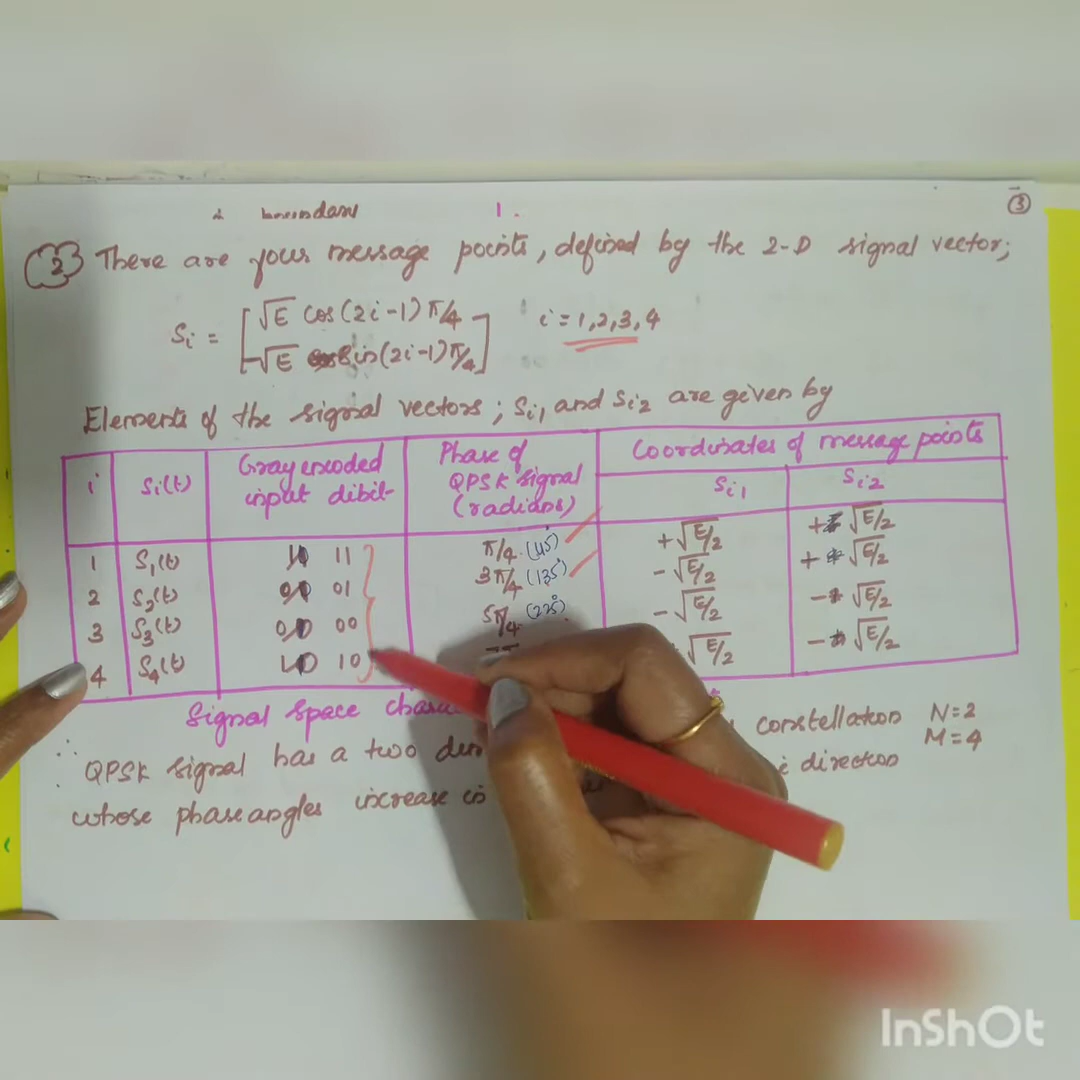 boundary 1. 3
2 There are four message points, defined by the 2-D signal vector;
Si = [ √E cos(2i-1)π/4
-√E Sin(2i-1)π/4 ] i = 1,2,3,4
Elements of the signal vectors; Si1 and Si2 are given by
i Si(t) Gray encoded input dibit Phase of QPSK signal (radians) Coordinates of message points
Si1 Si2
1 S1(t) 11 π/4 (45°) +√E/2 + √E/2
2 S2(t) 01 3π/4 (135°) -√E/2 + √E/2
3 S3(t) 00 5π/4 (225°) -√E/2 - √E/2
4 S4(t) 10 √E/2 - √E/2
Signal Space
∴ QPSK signal has a two constellation N=2
M=4
whose phase angles increase in direction
InShOt